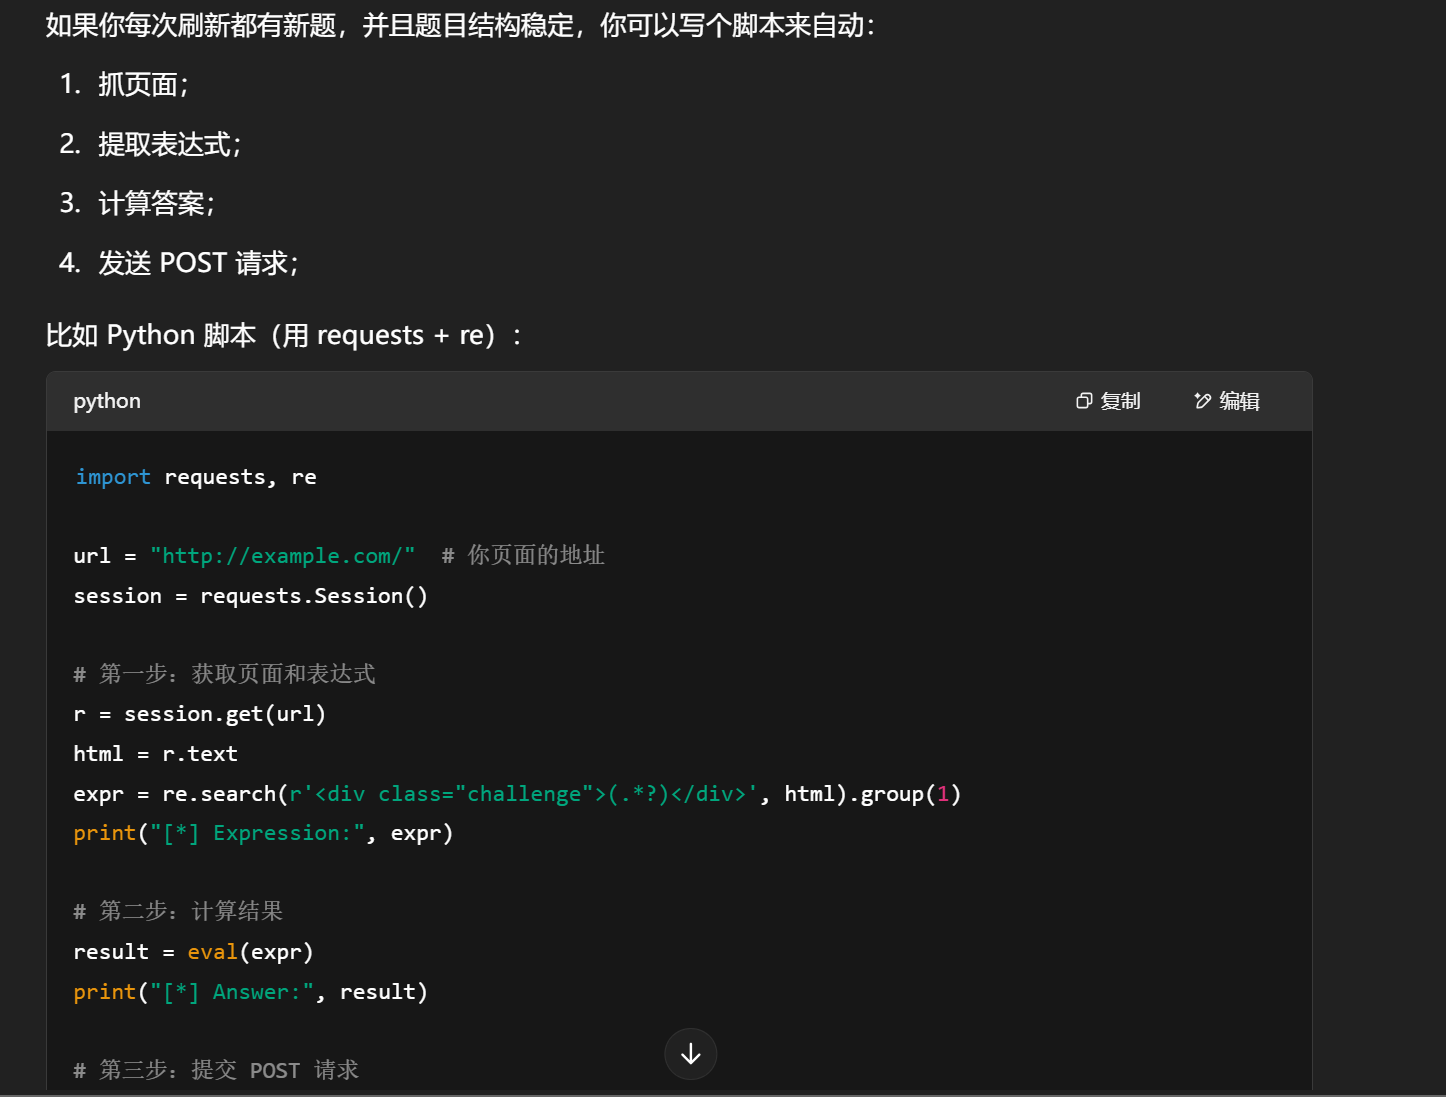 如果你每次刷新都有新题，并且题目结构稳定，你可以写个脚本来自动：
1. 抓页面；
2. 提取表达式；
3. 计算答案；
4. 发送 POST 请求；
比如 Python 脚本（用 requests + re）：
python
复制
编辑
import requests, re
url = "http://example.com/"  # 你页面的地址
session = requests.Session()
# 第一步：获取页面和表达式
r = session.get(url)
html = r.text
expr = re.search(r'<div class="challenge">(.*?)</div>', html).group(1)
print("[*] Expression:", expr)
# 第二步：计算结果
result = eval(expr)
print("[*] Answer:", result)
# 第三步：提交 POST 请求